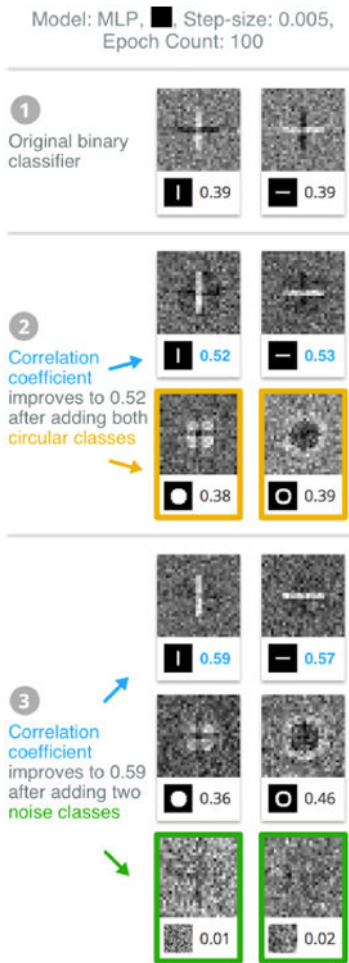 Model: MLP, Step-size: 0.005,
Epoch Count: 100
1
Original binary
classifier
0.39 0.39
2
Correlation
coefficient
improves to 0.52
after adding both
circular classes
0.52 0.53
0.38 0.39
3
Correlation
coefficient
improves to 0.59
after adding two
noise classes
0.59 0.57
0.36 0.46
0.01 0.02